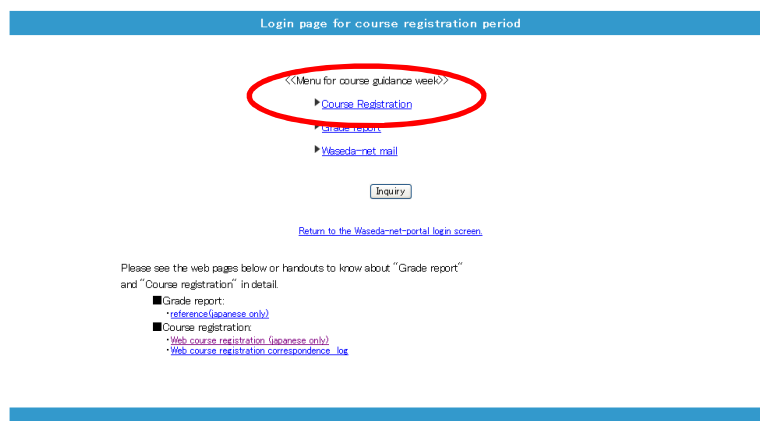 Login page for course registration period
<<Menu for course guidance week>>
Course Registration
Grade report
Waseda-net mail
Inquiry
Return to the Waseda-net-portal login screen.
Please see the web pages below or handouts to know about "Grade report"
and "Course registration" in detail.
■Grade report:
・reference(japanese only)
■Course registration:
・Web course registration (japanese only)
・Web course registration correspondence log